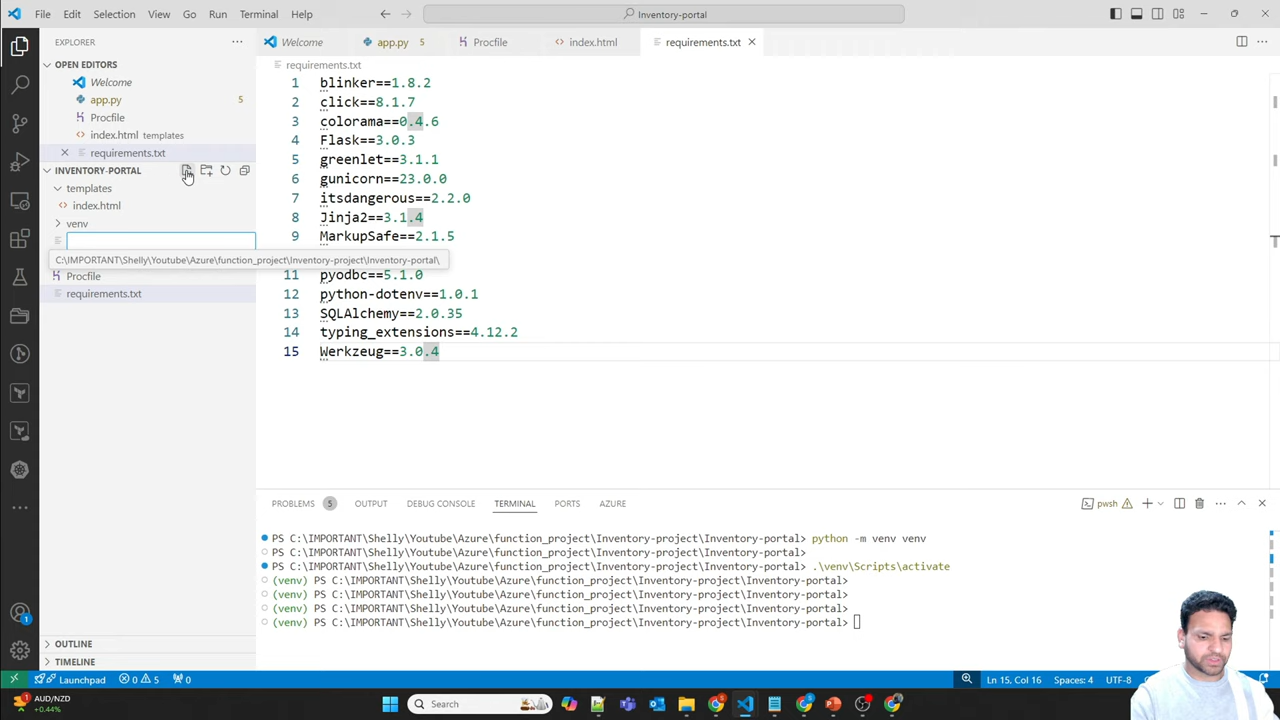 File Edit Selection View Go Run Terminal Help
Inventory-portal
EXPLORER
Welcome
app.py 5
Procfile
index.html
requirements.txt
OPEN EDITORS
Welcome
app.py 5
Procfile
index.html templates
requirements.txt
INVENTORY-PORTAL
templates
index.html
venv
C:\IMPORTANT\Shelly\Youtube\Azure\function_project\Inventory-project\Inventory-portal\
Procfile
requirements.txt
requirements.txt
1 blinker==1.8.2
2 click==8.1.7
3 colorama==0.4.6
4 Flask==3.0.3
5 greenlet==3.1.1
6 gunicorn==23.0.0
7 itsdangerous==2.2.0
8 Jinja2==3.1.4
9 MarkupSafe==2.1.5
11 pyodbc==5.1.0
12 python-dotenv==1.0.1
13 SQLAlchemy==2.0.35
14 typing_extensions==4.12.2
15 Werkzeug==3.0.4
PROBLEMS 5 OUTPUT DEBUG CONSOLE TERMINAL PORTS AZURE
pwsh
PS C:\IMPORTANT\Shelly\Youtube\Azure\function_project\Inventory-project\Inventory-portal> python -m venv venv
PS C:\IMPORTANT\Shelly\Youtube\Azure\function_project\Inventory-project\Inventory-portal>
PS C:\IMPORTANT\Shelly\Youtube\Azure\function_project\Inventory-project\Inventory-portal> .\venv\Scripts\activate
(venv) PS C:\IMPORTANT\Shelly\Youtube\Azure\function_project\Inventory-project\Inventory-portal>
(venv) PS C:\IMPORTANT\Shelly\Youtube\Azure\function_project\Inventory-project\Inventory-portal>
(venv) PS C:\IMPORTANT\Shelly\Youtube\Azure\function_project\Inventory-project\Inventory-portal>
(venv) PS C:\IMPORTANT\Shelly\Youtube\Azure\function_project\Inventory-project\Inventory-portal>
OUTLINE
TIMELINE
1
Launchpad 0 5 0
Ln 15, Col 16 Spaces: 4 UTF-8
AUD/NZD
+0.44%
Search